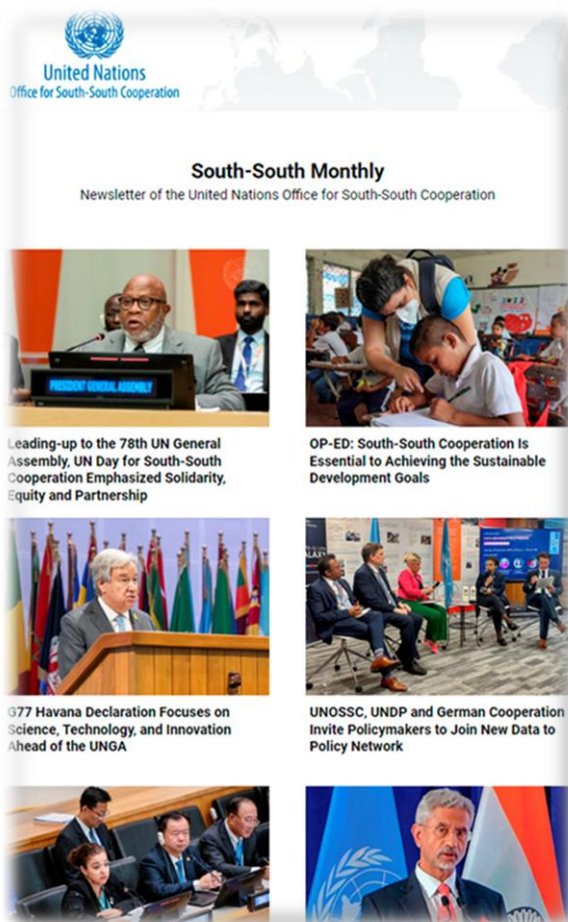 United Nations
Office for South-South Cooperation
South-South Monthly
Newsletter of the United Nations Office for South-South Cooperation
PRESIDENT GENERAL ASSEMBLY
Leading-up to the 78th UN General
Assembly, UN Day for South-South
Cooperation Emphasized Solidarity,
Equity and Partnership
OP-ED: South-South Cooperation Is
Essential to Achieving the Sustainable
Development Goals
G77 Havana Declaration Focuses on
Science, Technology, and Innovation
Ahead of the UNGA
UNOSSC, UNDP and German Cooperation
Invite Policymakers to Join New Data to
Policy Network